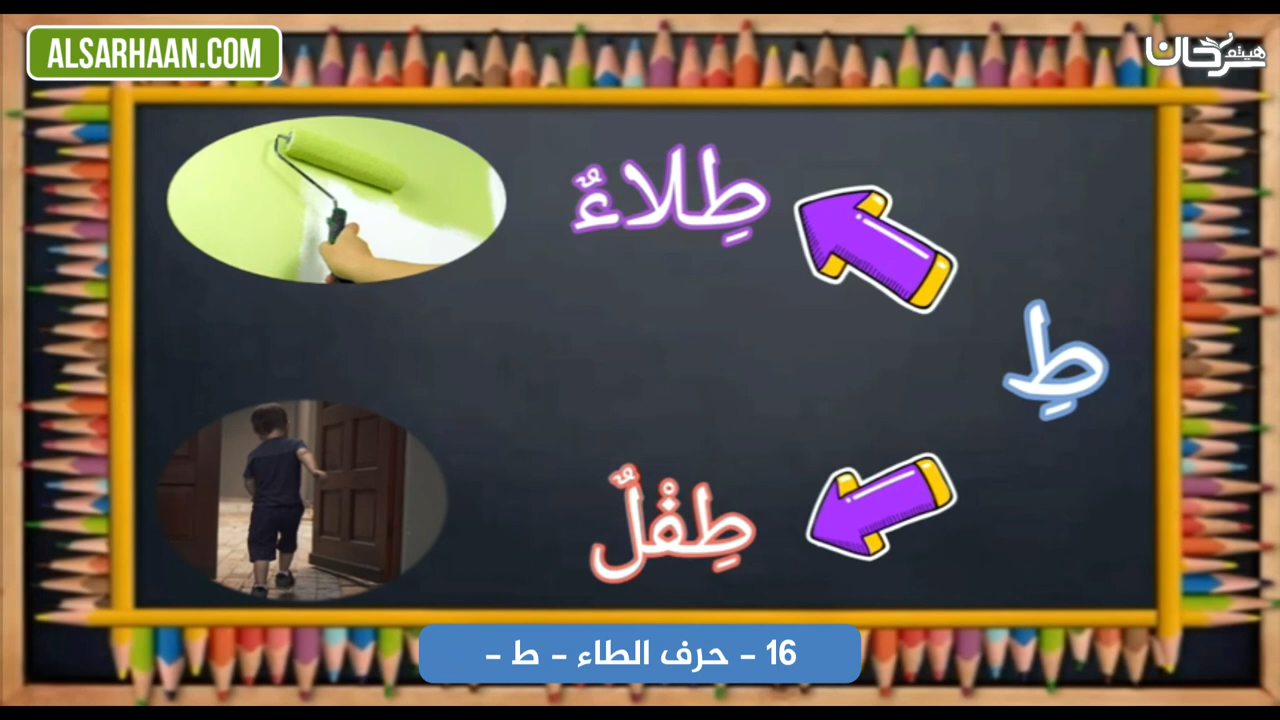 ALSARHAAN.COM
هيثم سرحان
طِلاءٌ
طِ
طِفْلٌ
16 - حرف الطاء - ط -